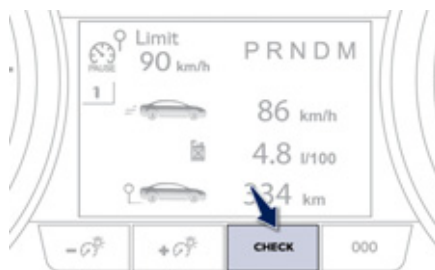 Limit
90 km/h
PRNDM
PAUSE
1
86 km/h
4.8 l/100
334 km
CHECK
000